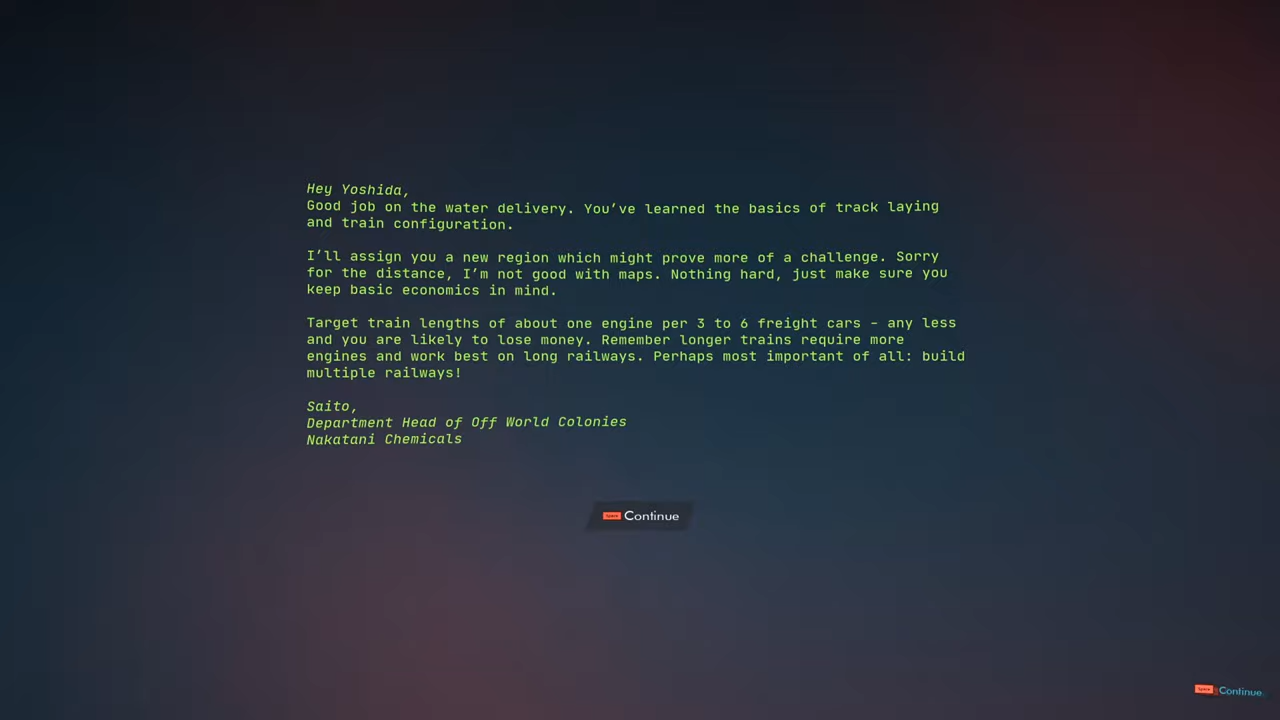 Hey Yoshida,
Good job on the water delivery. You've learned the basics of track laying
and train configuration.
I'll assign you a new region which might prove more of a challenge. Sorry
for the distance, I'm not good with maps. Nothing hard, just make sure you
keep basic economics in mind.
Target train lengths of about one engine per 3 to 6 freight cars – any less
and you are likely to lose money. Remember longer trains require more
engines and work best on long railways. Perhaps most important of all: build
multiple railways!
Saito,
Department Head of Off World Colonies
Nakatani Chemicals
Space Continue
Space Continue